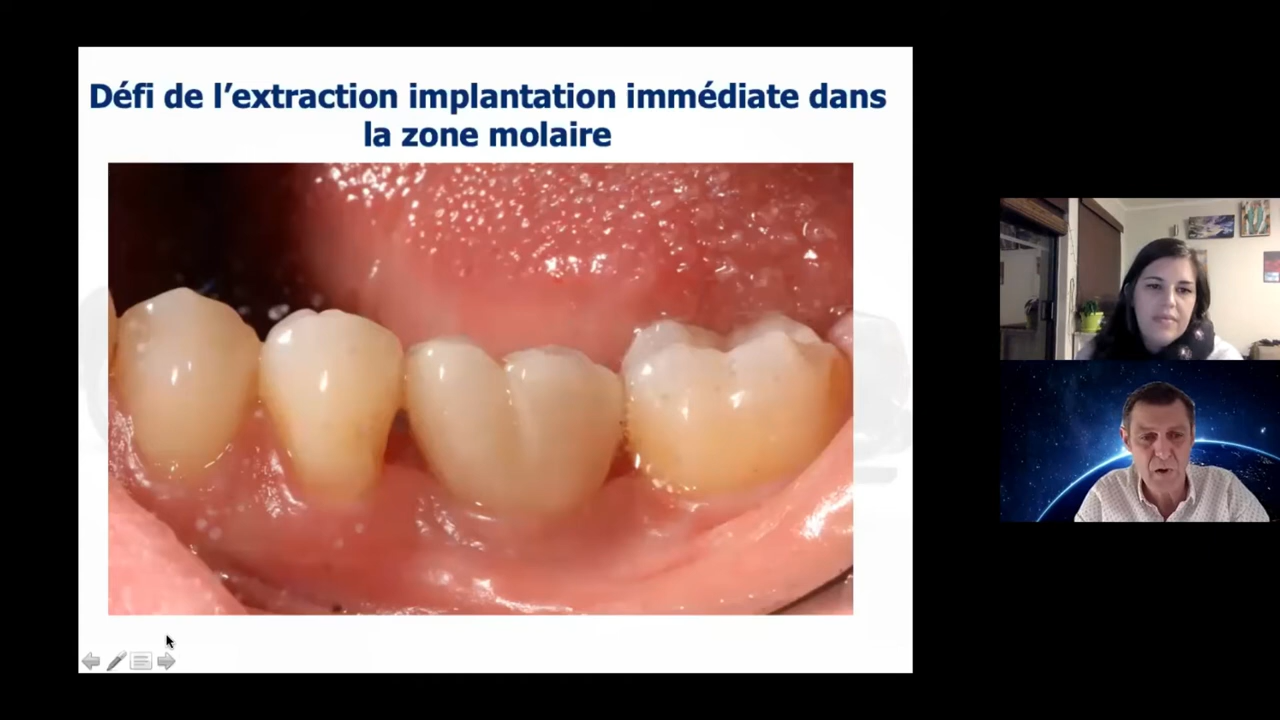 Défi de l’extraction implantation immédiate dans
la zone molaire